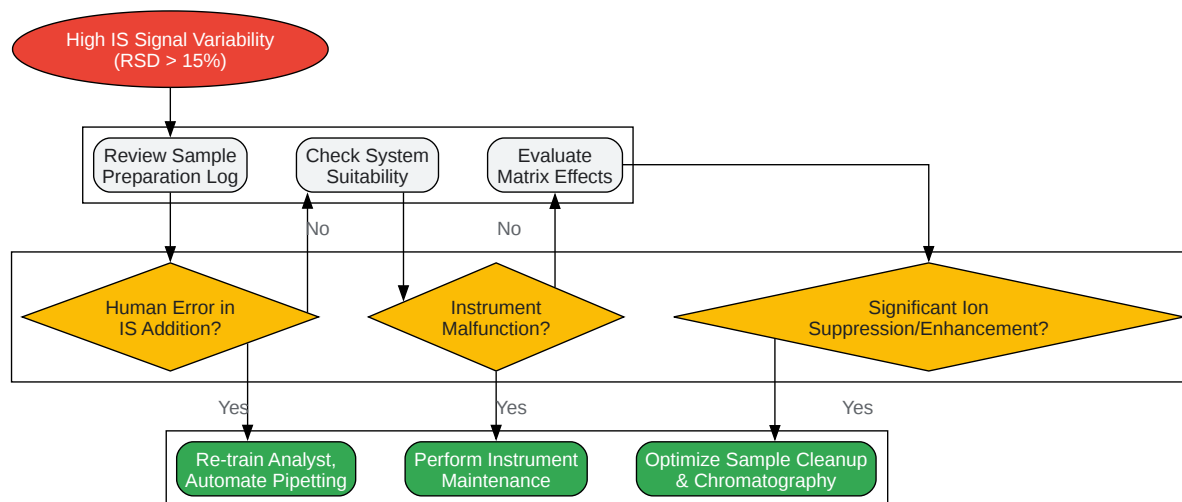 High IS Signal Variability
(RSD > 15%)
Review Sample
Preparation Log
Check System
Suitability
Evaluate
Matrix Effects
No
No
Human Error in
IS Addition?
Instrument
Malfunction?
Significant Ion
Suppression/Enhancement?
Yes
Yes
Yes
Re-train Analyst,
Automate Pipetting
Perform Instrument
Maintenance
Optimize Sample Cleanup
& Chromatography